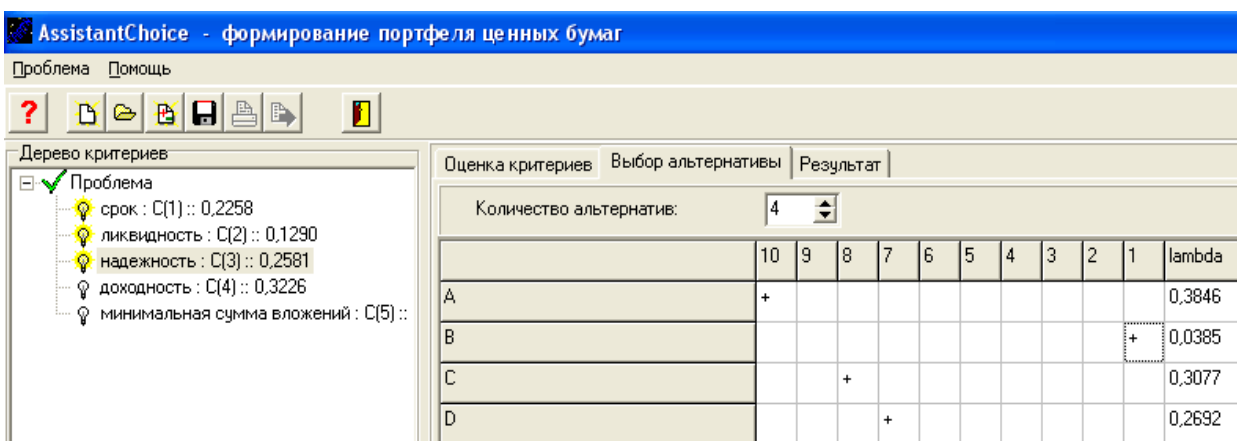 AssistantChoice - формирование портфеля ценных бумаг
Проблема Помощь
?
Дерево критериев
Проблема
срок : C(1) :: 0,2258
ликвидность : C(2) :: 0,1290
надежность : C(3) :: 0,2581
доходность : C(4) :: 0,3226
минимальная сумма вложений : C(5) ::
Оценка критериев Выбор альтернативы Результат
Количество альтернатив: 4
10 9 8 7 6 5 4 3 2 1 lambda
A + 0,3846
B + 0,0385
C + 0,3077
D + 0,2692